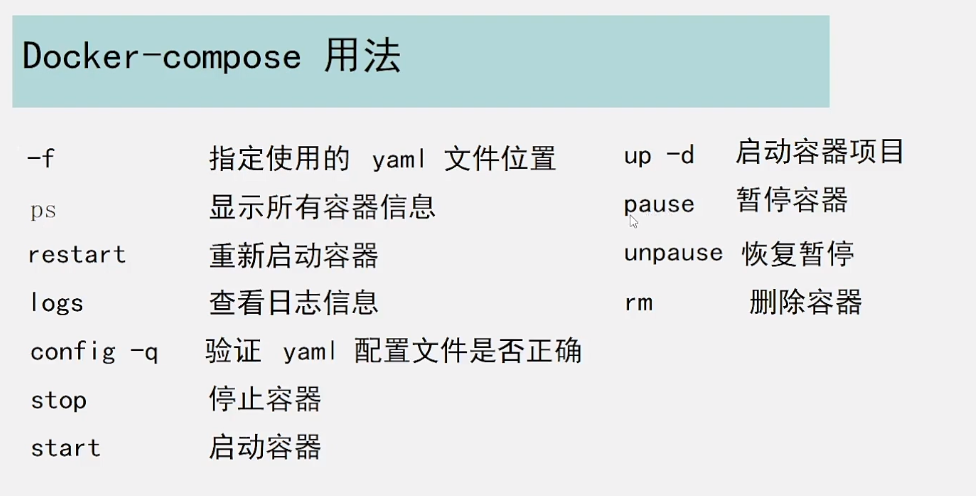 Docker-compose 用法
-f 指定使用的 yaml 文件位置
ps 显示所有容器信息
restart 重新启动容器
logs 查看日志信息
config -q 验证 yaml 配置文件是否正确
stop 停止容器
start 启动容器
up -d 启动容器项目
pause 暂停容器
unpause 恢复暂停
rm 删除容器